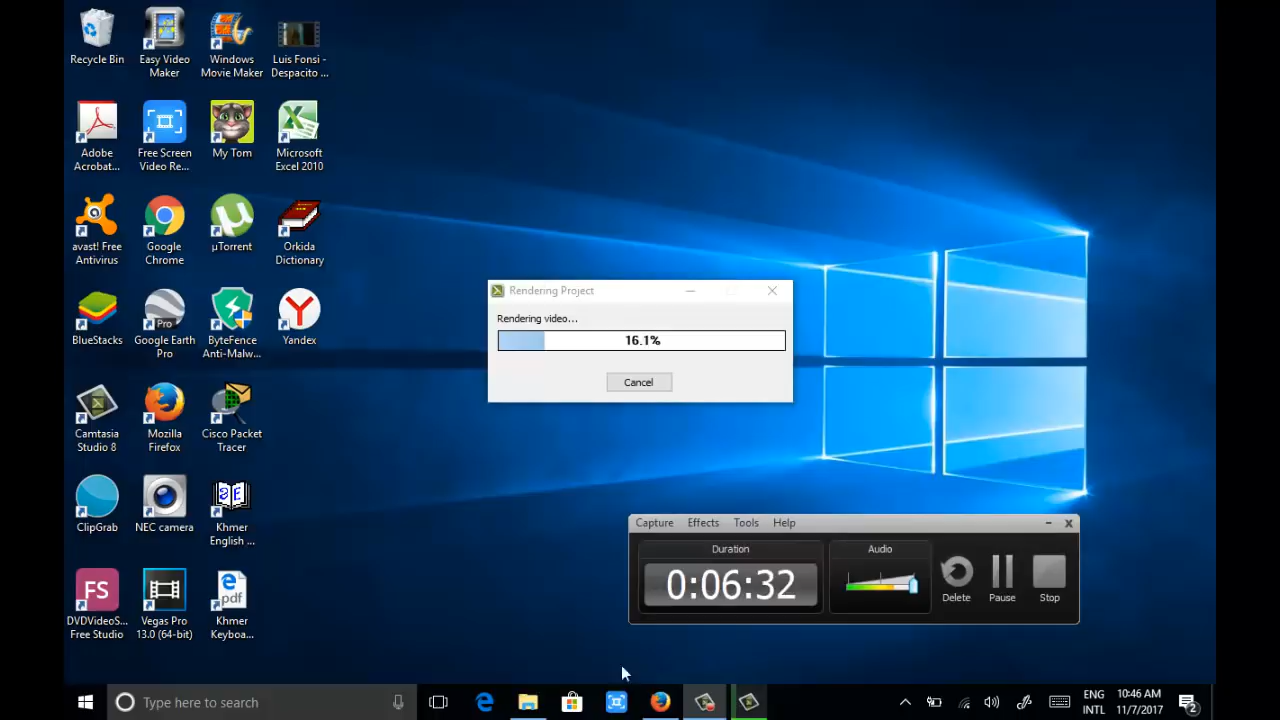 Recycle Bin
Easy Video
Maker
Windows
Movie Maker
Luis Fonsi -
Despacito ...
Adobe
Acrobat...
Free Screen
Video Re...
My Tom
Microsoft
Excel 2010
avast! Free
Antivirus
Google
Chrome
µTorrent
Orkida
Dictionary
BlueStacks
Pro
Google Earth
Pro
ByteFence
Anti-Malw...
Yandex
Camtasia
Studio 8
Mozilla
Firefox
Cisco Packet
Tracer
ClipGrab
NEC camera
Khmer
English ...
FS
DVDVideoS...
Free Studio
Vegas Pro
13.0 (64-bit)
pdf
Khmer
Keyboa...
Rendering Project
Rendering video...
16.1%
Cancel
Capture Effects Tools Help
Duration
0:06:32
Audio
Delete Pause Stop
Type here to search
ENG
INTL
10:46 AM
11/7/2017
2